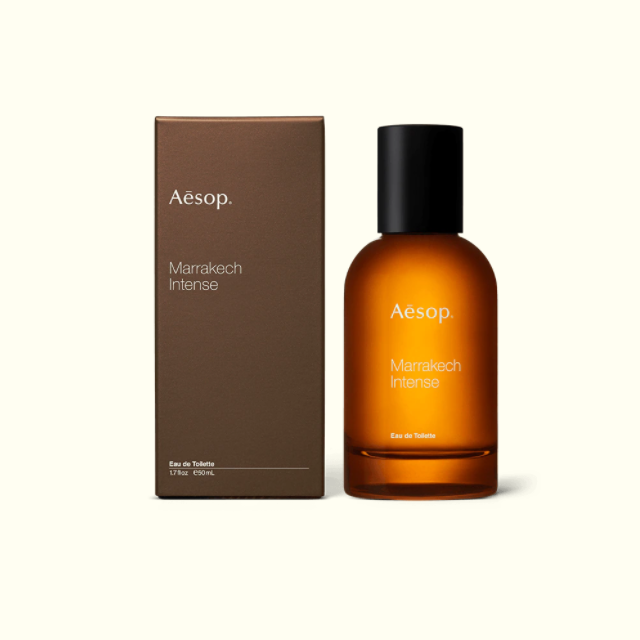 Aēsop.
Marrakech
Intense
Eau de Toilette
1.7 fl oz ℮50 mL
Aēsop.
Marrakech
Intense
Eau de Toilette